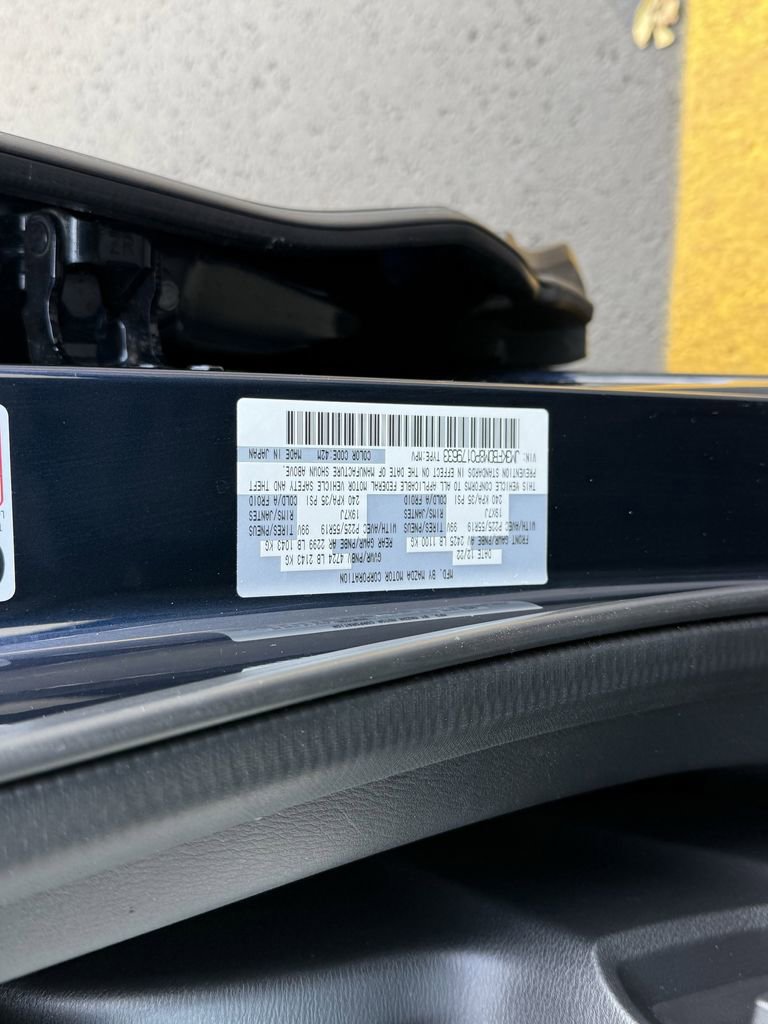 MFD. BY MAZDA MOTOR CORPORATION
DATE 12/22 GVWR/PNBV 4724 LB 2143 KG
FRONT GAWR/PNBE AV 2425 LB 1100 KG REAR GAWR/PNBE AR 2299 LB 1043 KG
WITH/AVEC P225/55R19 99V TIRES/PNEUS WITH/AVEC P225/55R19 99V TIRES/PNEUS
19X7J RIMS/JANTES 19X7J RIMS/JANTES
240 KPA/35 PSI COLD/A FROID 240 KPA/35 PSI COLD/A FROID
THIS VEHICLE CONFORMS TO ALL APPLICABLE FEDERAL MOTOR VEHICLE SAFETY AND THEFT
PREVENTION STANDARDS IN EFFECT ON THE DATE OF MANUFACTURE SHOWN ABOVE.
VIN: JM3KFBDM8P0179633 TYPE:MPV COLOR CODE:42M MADE IN JAPAN